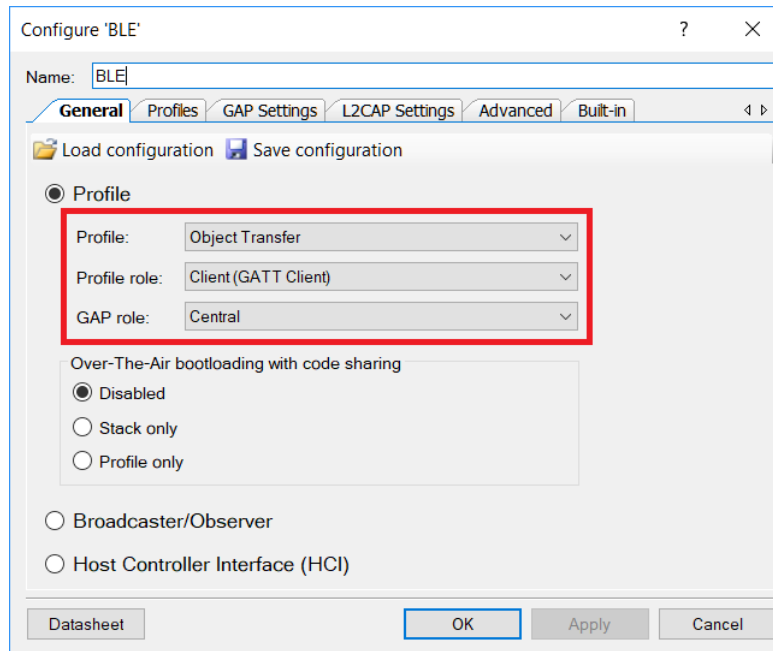 Configure 'BLE'
?
Name: BLE
General Profiles GAP Settings L2CAP Settings Advanced Built-in
Load configuration Save configuration
Profile
Profile: Object Transfer
Profile role: Client (GATT Client)
GAP role: Central
Over-The-Air bootloading with code sharing
Disabled
Stack only
Profile only
Broadcaster/Observer
Host Controller Interface (HCI)
Datasheet OK Apply Cancel